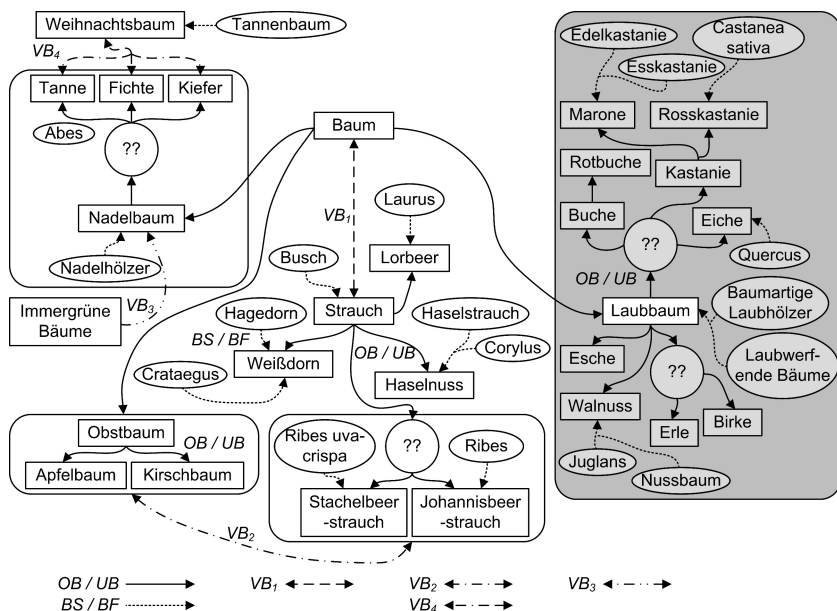 Weihnachtsbaum
Tannenbaum
VB4
Tanne
Fichte
Kiefer
Abes
??
Nadelbaum
Nadelhölzer
Immergrüne
Bäume
VB3
Baum
VB1
Laurus
Lorbeer
Busch
Strauch
Hagedorn
BS / BF
Weißdorn
Crataegus
OB / UB
Haselstrauch
Corylus
Haselnuss
Obstbaum
OB / UB
Apfelbaum
Kirschbaum
VB2
Ribes uva-
crispa
??
Ribes
Stachelbeer
-strauch
Johannisbeer
-strauch
Edelkastanie
Castanea
sativa
Esskastanie
Marone
Rosskastanie
Rotbuche
Kastanie
Buche
Eiche
??
Quercus
OB / UB
Laubbaum
Baumartige
Laubhölzer
Esche
??
Laubwerf-
ende Bäume
Walnuss
Erle
Birke
Juglans
Nussbaum
OB / UB
VB1
VB2
VB3
BS / BF
VB4